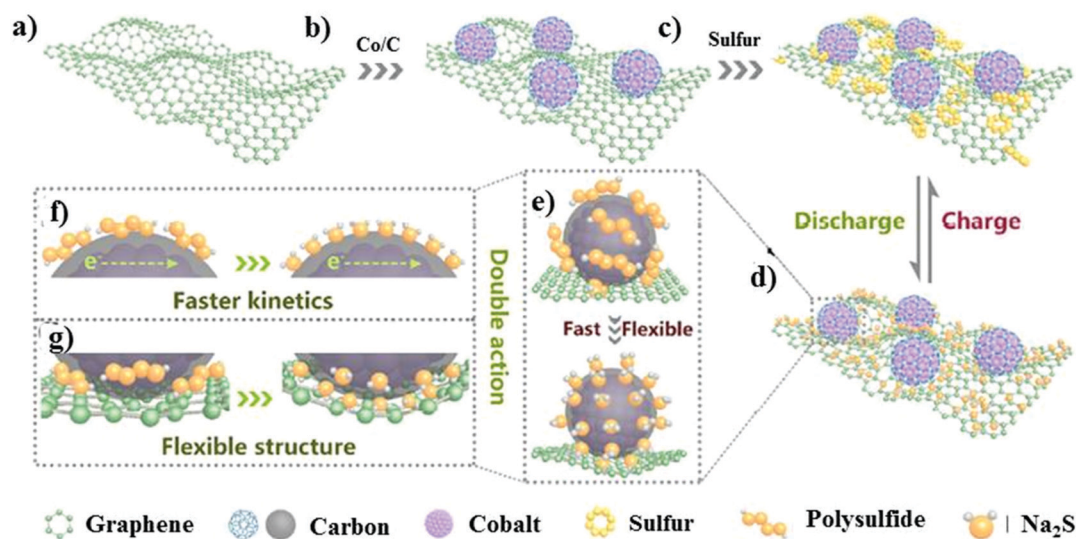 a)
b)
c)
Co/C
Sulfur
f)
e⁻
e⁻
Faster kinetics
g)
Flexible structure
Double action
e)
Fast
Flexible
Discharge
Charge
d)
Graphene
Carbon
Cobalt
Sulfur
Polysulfide
Na₂S